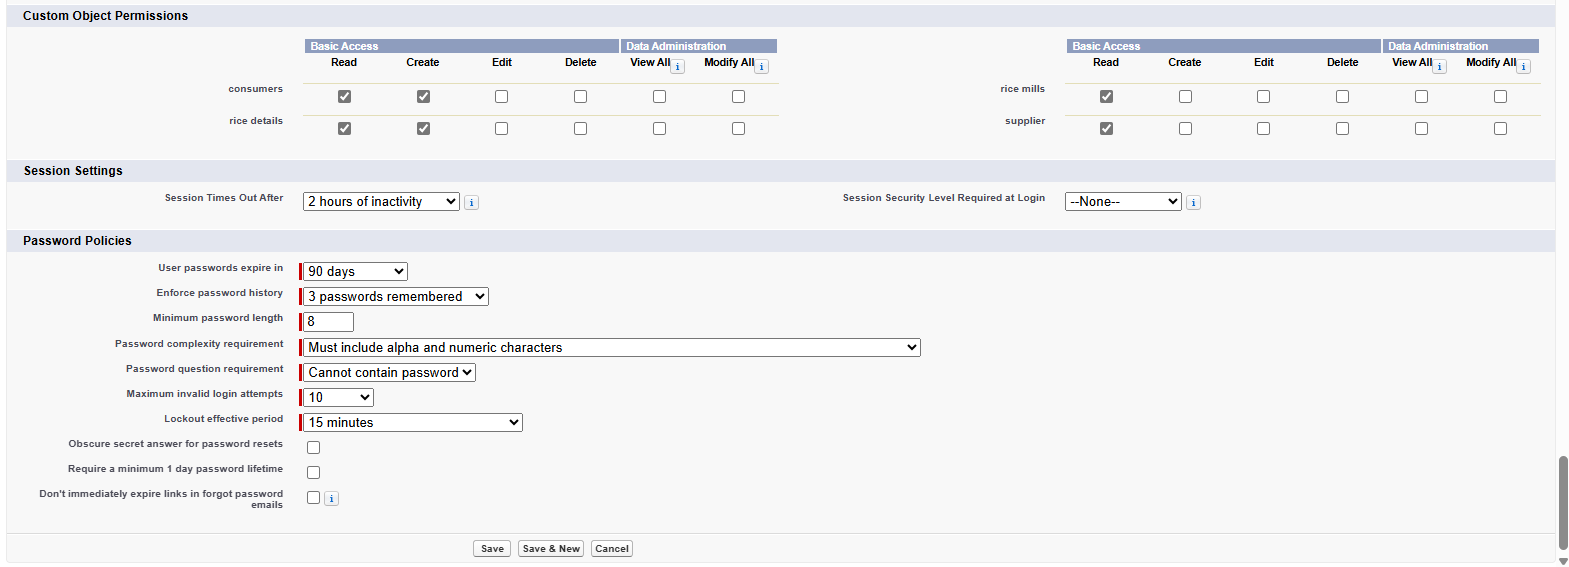 Custom Object Permissions
Basic Access Data Administration Basic Access Data Administration
Read Create Edit Delete View All i Modify All i Read Create Edit Delete View All i Modify All i
consumers rice mills
rice details supplier
Session Settings
Session Times Out After 2 hours of inactivity i Session Security Level Required at Login --None-- i
Password Policies
User passwords expire in 90 days
Enforce password history 3 passwords remembered
Minimum password length 8
Password complexity requirement Must include alpha and numeric characters
Password question requirement Cannot contain password
Maximum invalid login attempts 10
Lockout effective period 15 minutes
Obscure secret answer for password resets
Require a minimum 1 day password lifetime
Don't immediately expire links in forgot password
emails i
Save Save & New Cancel